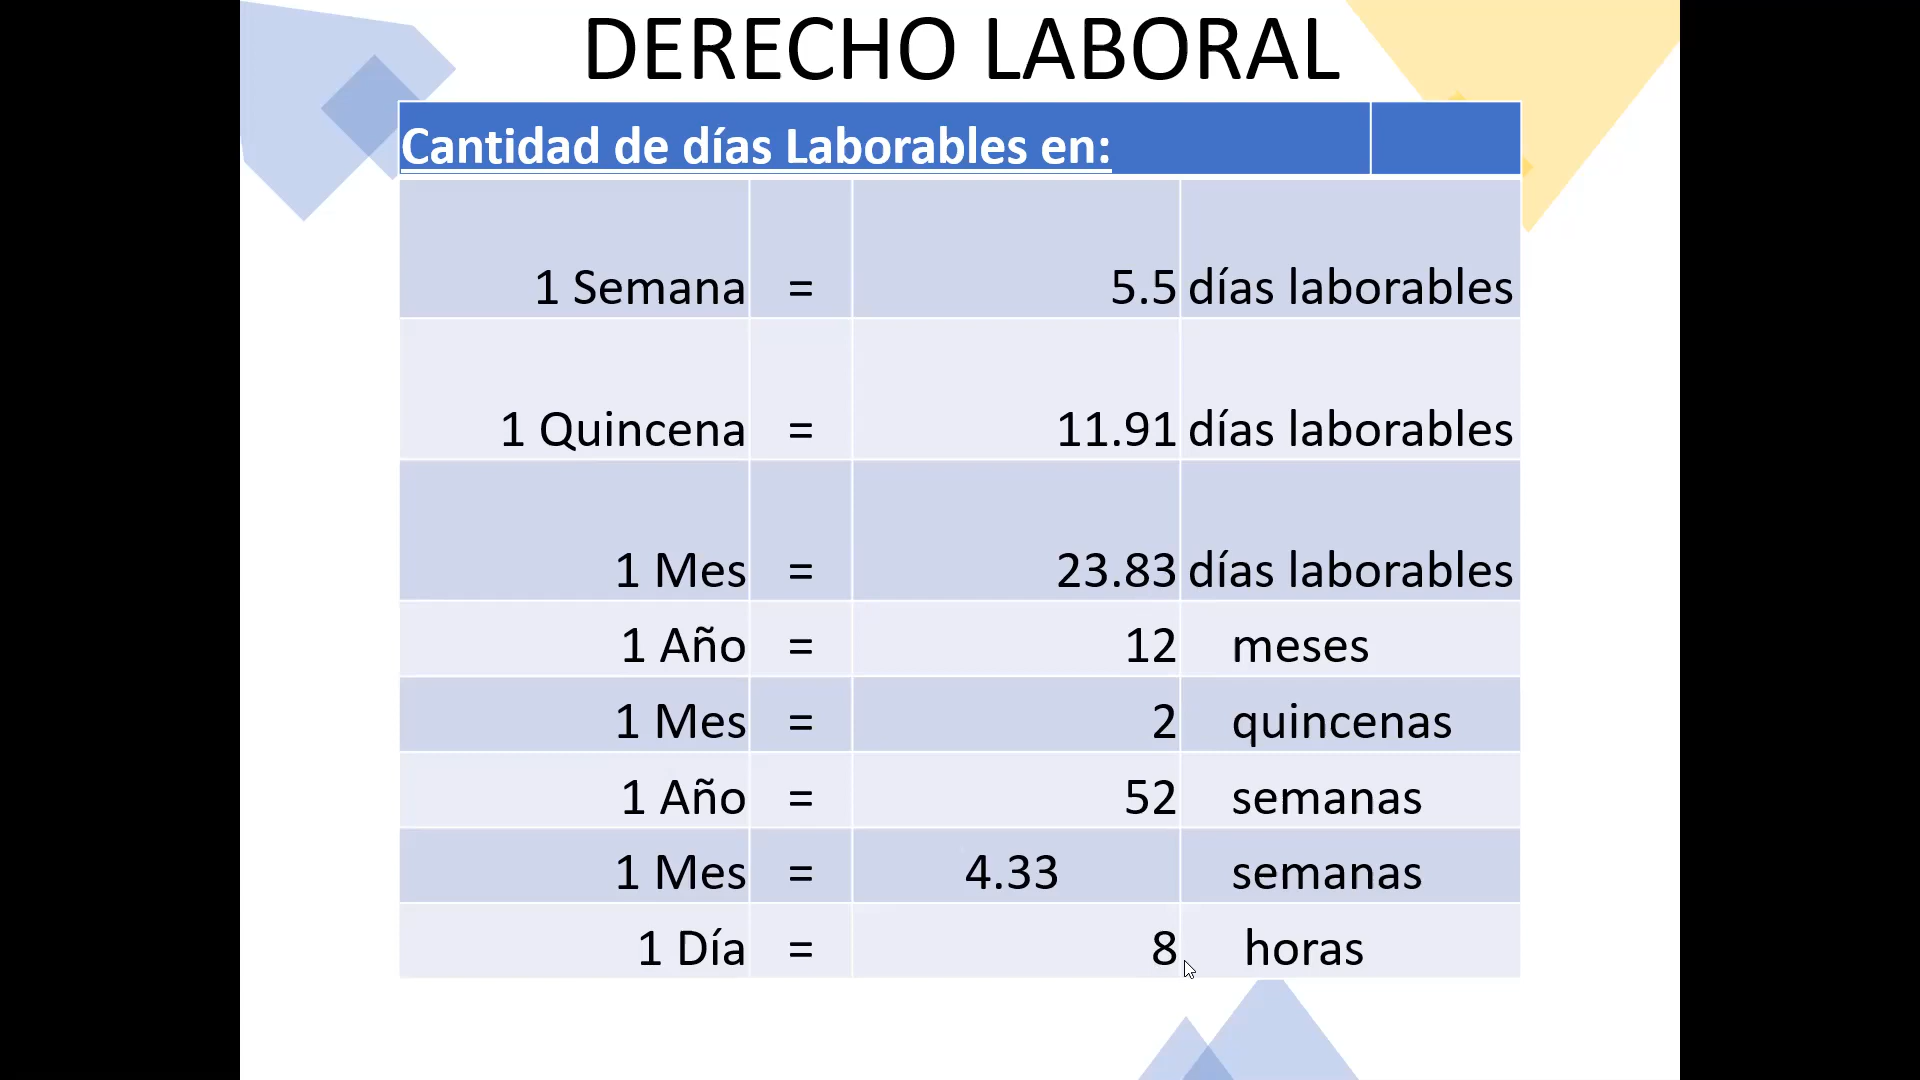 DERECHO LABORAL
Cantidad de días Laborables en:
1 Semana = 5.5 días laborables
1 Quincena = 11.91 días laborables
1 Mes = 23.83 días laborables
1 Año = 12 meses
1 Mes = 2 quincenas
1 Año = 52 semanas
1 Mes = 4.33 semanas
1 Día = 8 horas